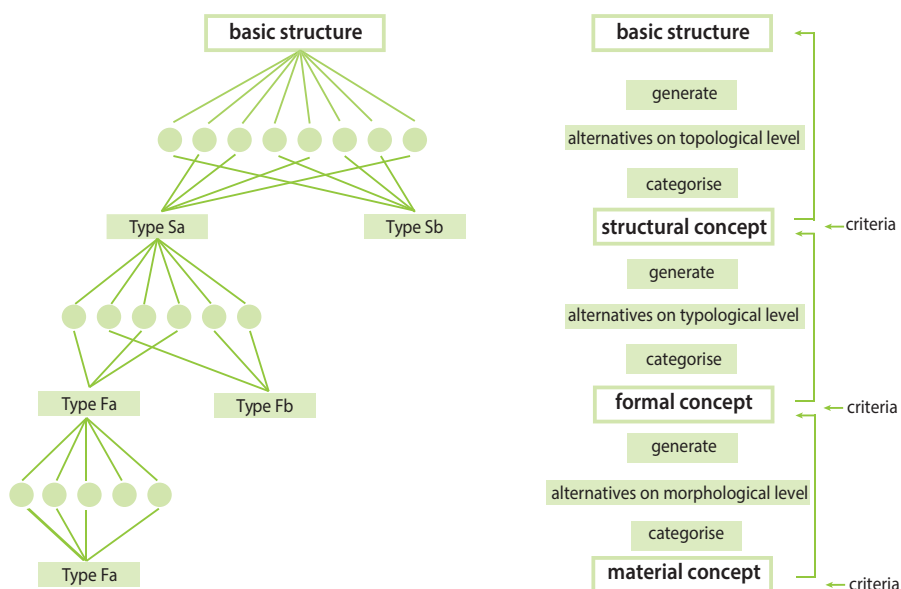 basic structure
basic structure
generate
alternatives on topological level
categorise
Type Sa
Type Sb
structural concept
criteria
generate
alternatives on typological level
categorise
Type Fa
Type Fb
formal concept
criteria
generate
alternatives on morphological level
categorise
Type Fa
material concept
criteria